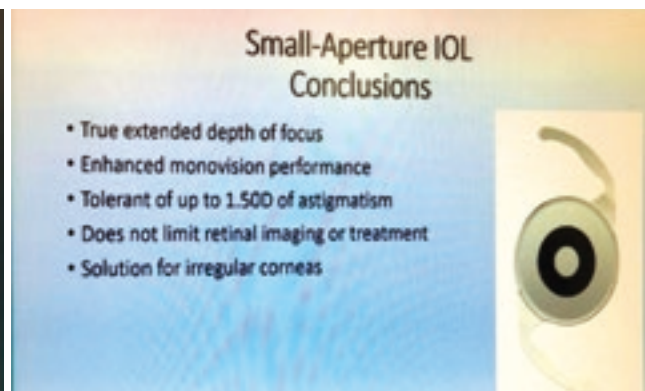 Small-Aperture IOL
Conclusions
• True extended depth of focus
• Enhanced monovision performance
• Tolerant of up to 1.50D of astigmatism
• Does not limit retinal imaging or treatment
• Solution for irregular corneas